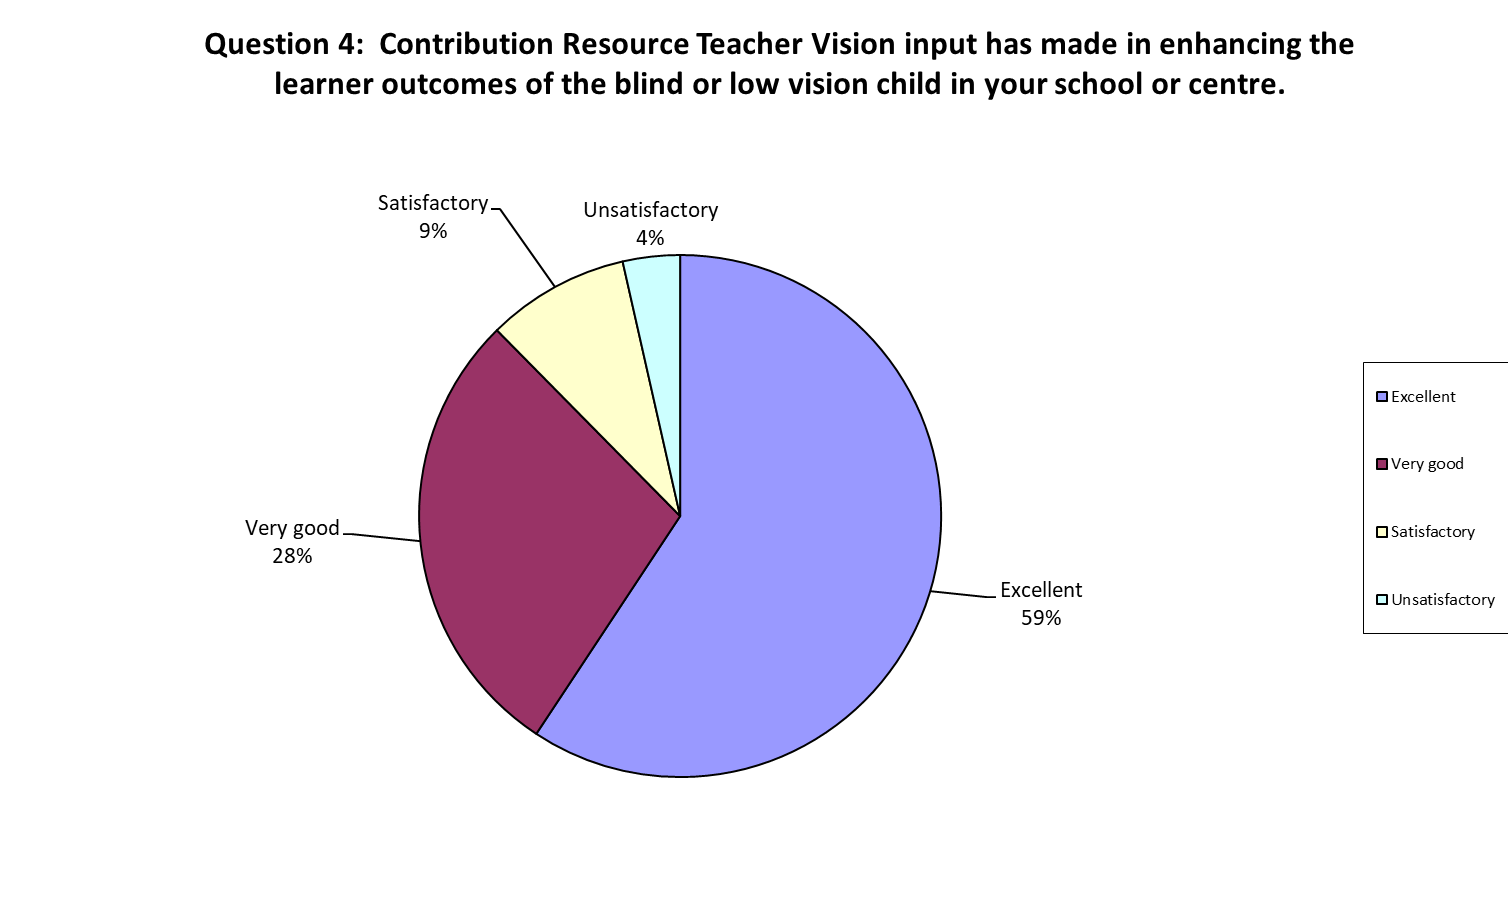 Question 4:  Contribution Resource Teacher Vision input has made in enhancing the
learner outcomes of the blind or low vision child in your school or centre.
Satisfactory
9%
Unsatisfactory
4%
Very good
28%
Excellent
59%
Excellent
Very good
Satisfactory
Unsatisfactory